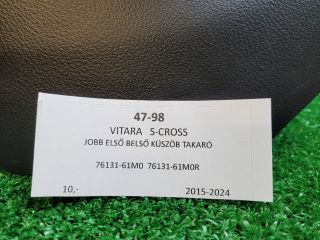 47-98
VITARA S-CROSS
JOBB ELSŐ BELSŐ KÜSZÖB TAKARÓ
76131-61M0 76131-61M0R
10,- 2015-2024